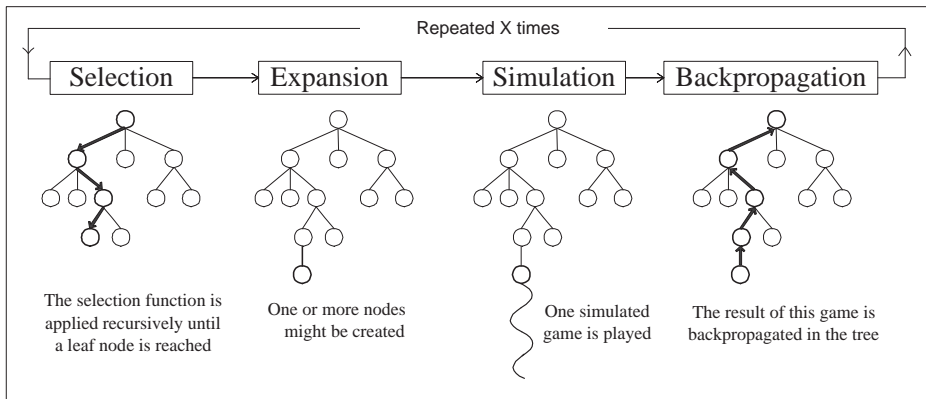 Repeated X times
Selection
Expansion
Simulation
Backpropagation
The selection function is
applied recursively until
a leaf node is reached
One or more nodes
might be created
One simulated
game is played
The result of this game is
backpropagated in the tree